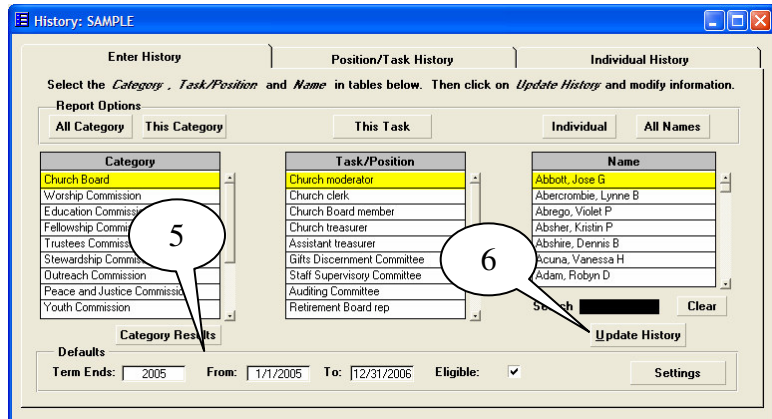 History: SAMPLE
Enter History Position/Task History Individual History
Select the Category , Task/Position and Name in tables below. Then click on Update History and modify information.
Report Options
All Category This Category This Task Individual All Names
Category Task/Position Name
Church Board Church moderator Abbott, Jose G
Worship Commission Church clerk Abercrombie, Lynne B
Education Commissio Church Board member Abrego, Violet P
Fellowship Commis Church treasurer Absher, Kristin P
Trustees Commiss Assistant treasurer Abshire, Dennis B
Stewardship Commi Gifts Discernment Committee Acuna, Vanessa H
Outreach Commission Staff Supervisory Committee Adam, Robyn D
Peace and Justice Commission Auditing Committee
Youth Commission Retirement Board rep
5
6
Search Clear
Category Results Update History
Defaults
Term Ends: 2005 From: 1/1/2005 To: 12/31/2006 Eligible: Settings